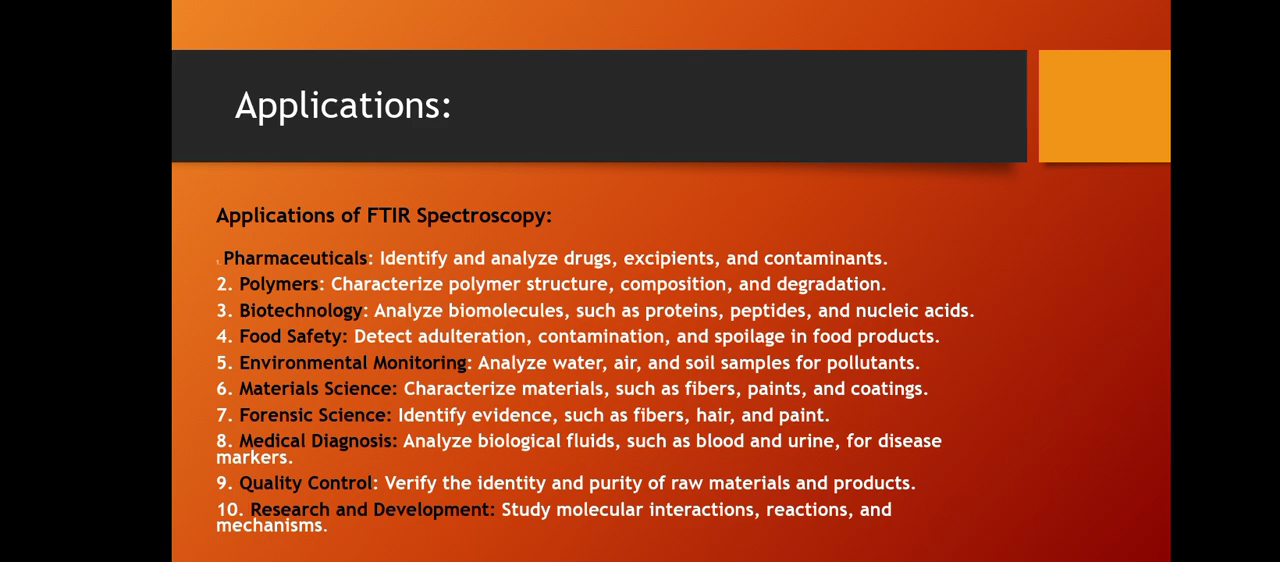 Applications:
Applications of FTIR Spectroscopy:
1. Pharmaceuticals: Identify and analyze drugs, excipients, and contaminants.
2. Polymers: Characterize polymer structure, composition, and degradation.
3. Biotechnology: Analyze biomolecules, such as proteins, peptides, and nucleic acids.
4. Food Safety: Detect adulteration, contamination, and spoilage in food products.
5. Environmental Monitoring: Analyze water, air, and soil samples for pollutants.
6. Materials Science: Characterize materials, such as fibers, paints, and coatings.
7. Forensic Science: Identify evidence, such as fibers, hair, and paint.
8. Medical Diagnosis: Analyze biological fluids, such as blood and urine, for disease
markers.
9. Quality Control: Verify the identity and purity of raw materials and products.
10. Research and Development: Study molecular interactions, reactions, and
mechanisms.